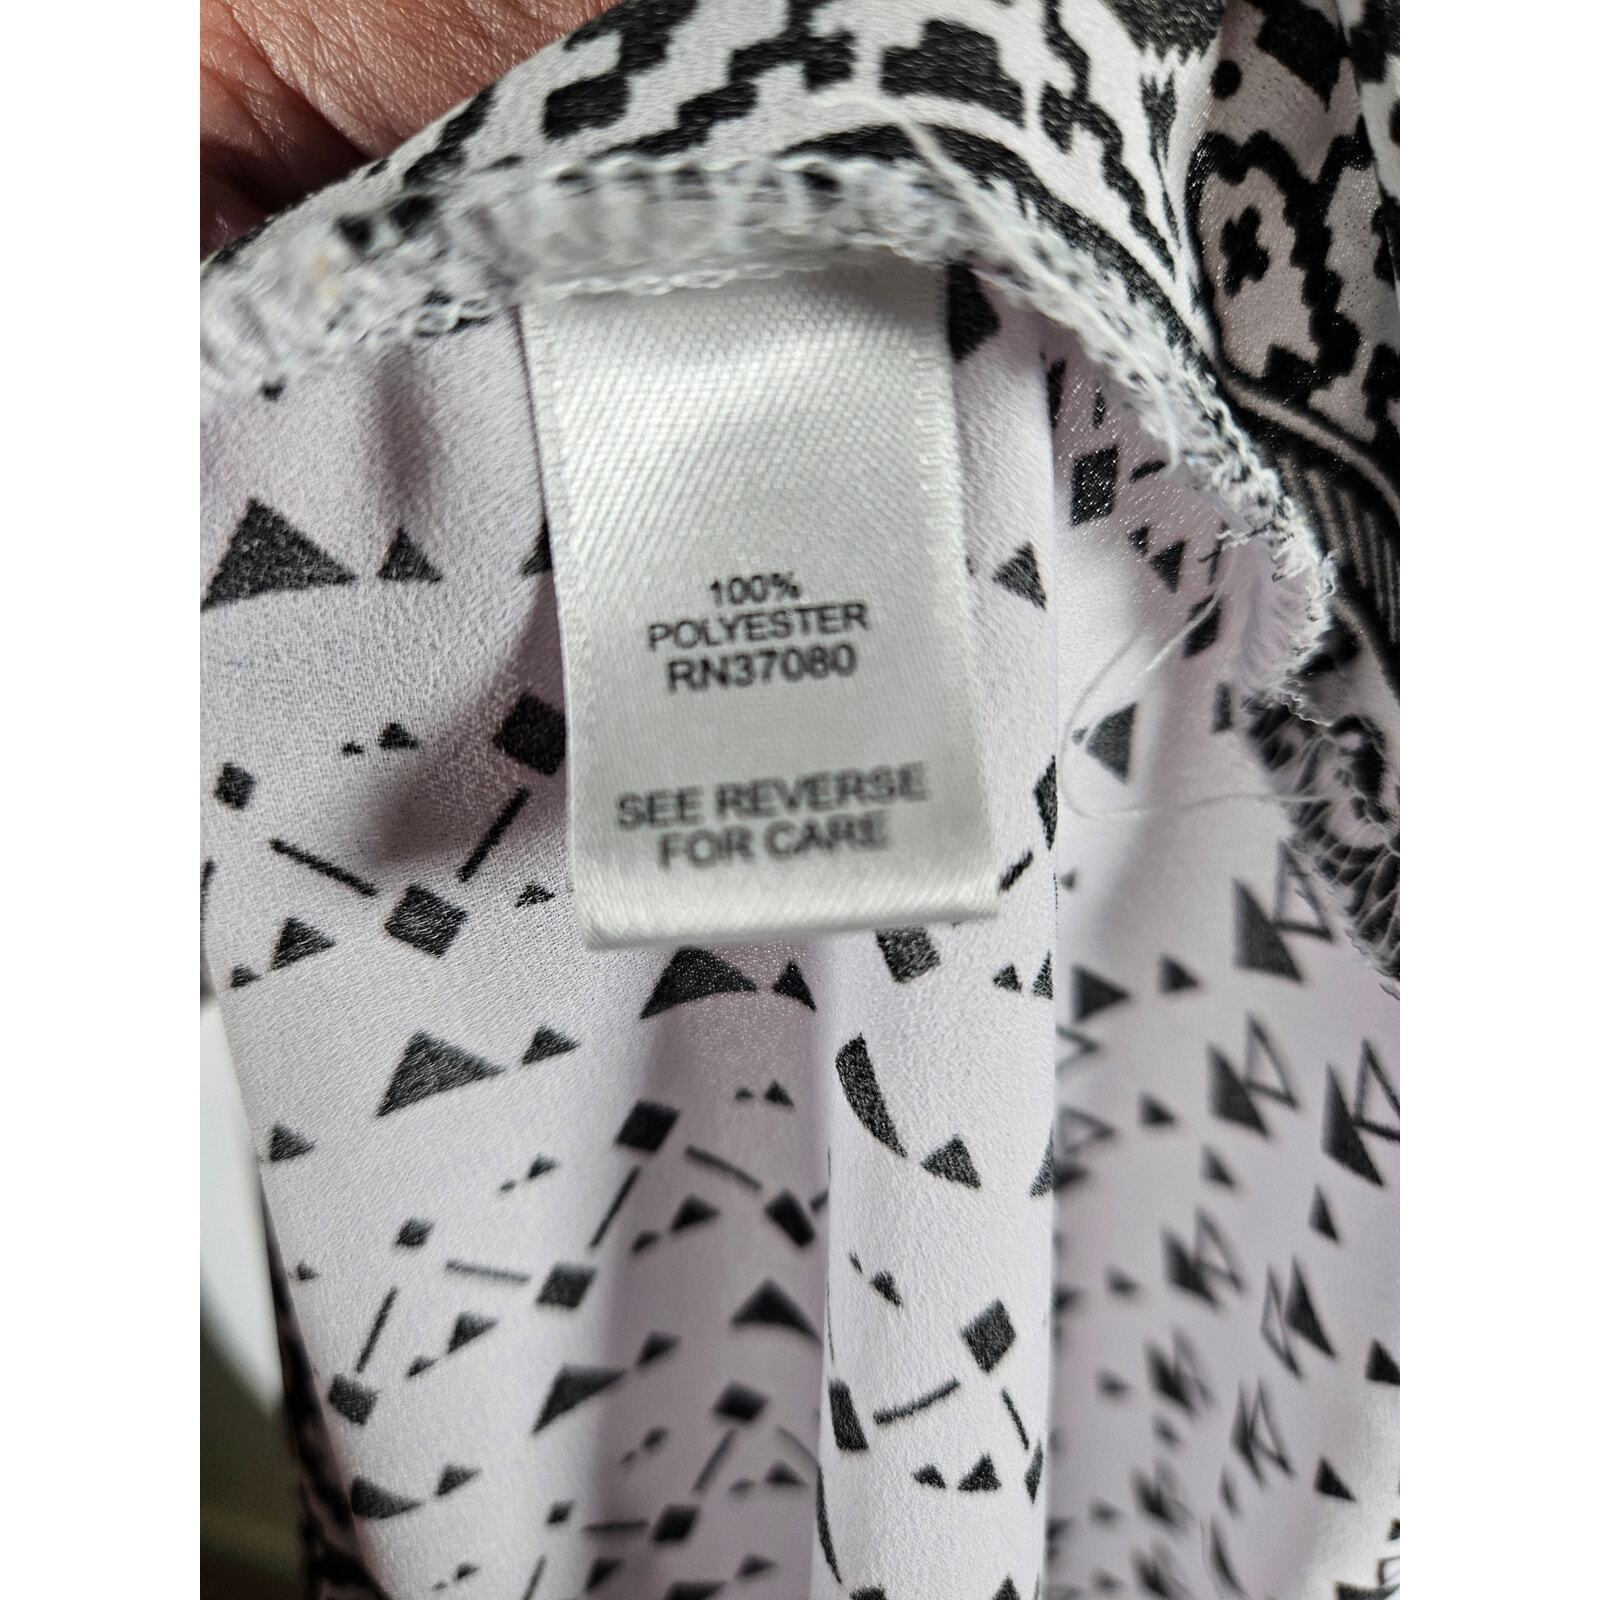 100%
POLYESTER
RN37080
SEE REVERSE
FOR CARE